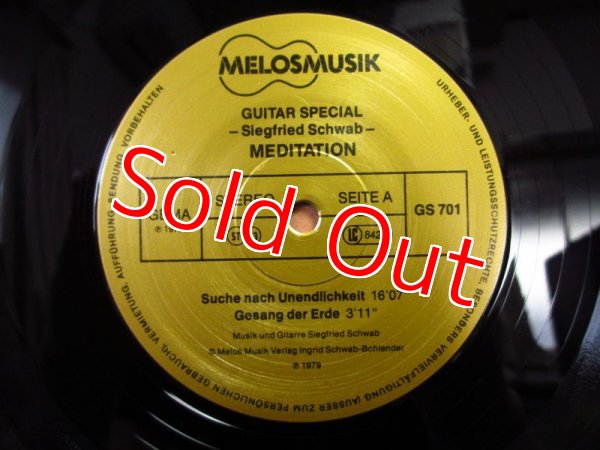 MELOSMUSIK
GUITAR SPECIAL
– Siegfried Schwab –
MEDITATION
STEREO
SEITE A
GEMA
GS 701
LC
Sold Out
Suche nach Unendlichkeit 16'07
Gesang der Erde 3'11"
Musik und Gitarre Siegfried Schwab
© Melos Musik Verlag Ingrid Schwab-Bohlender
℗ 1979
URHEBER- UND LEISTUNGSSCHUTZRECHTE, BESONDERS VERVIELFÄLTIGUNG (AUSSER ZUM PERSÖNLICHEN GEBRAUCH), VERMIETUNG, AUFFÜHRUNG, SENDUNG, VORBEHALTEN